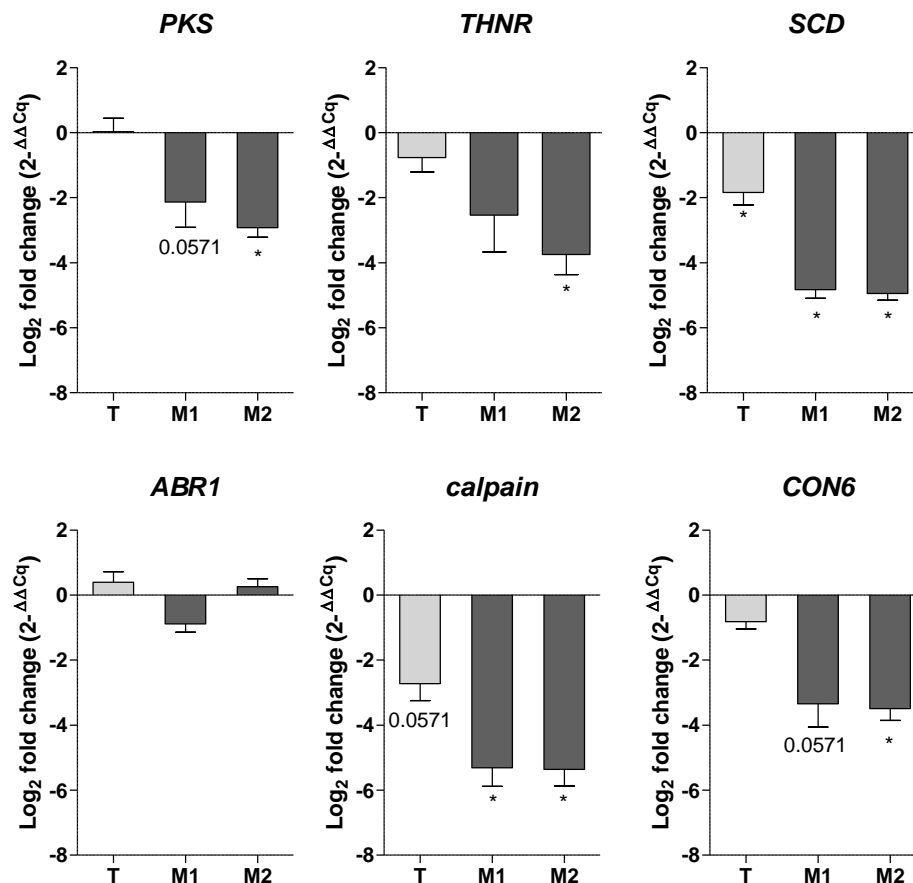 PKS
Log2 fold change (2-ΔΔCq)
2
0
-2
-4
-6
-8
0.0571
*
T M1 M2
THNR
Log2 fold change (2-ΔΔCq)
2
0
-2
-4
-6
-8
*
T M1 M2
SCD
Log2 fold change (2-ΔΔCq)
2
0
-2
-4
-6
-8
*
* *
T M1 M2
ABR1
Log2 fold change (2-ΔΔCq)
2
0
-2
-4
-6
-8
T M1 M2
calpain
Log2 fold change (2-ΔΔCq)
2
0
-2
-4
-6
-8
0.0571
* *
T M1 M2
CON6
Log2 fold change (2-ΔΔCq)
2
0
-2
-4
-6
-8
0.0571
*
T M1 M2